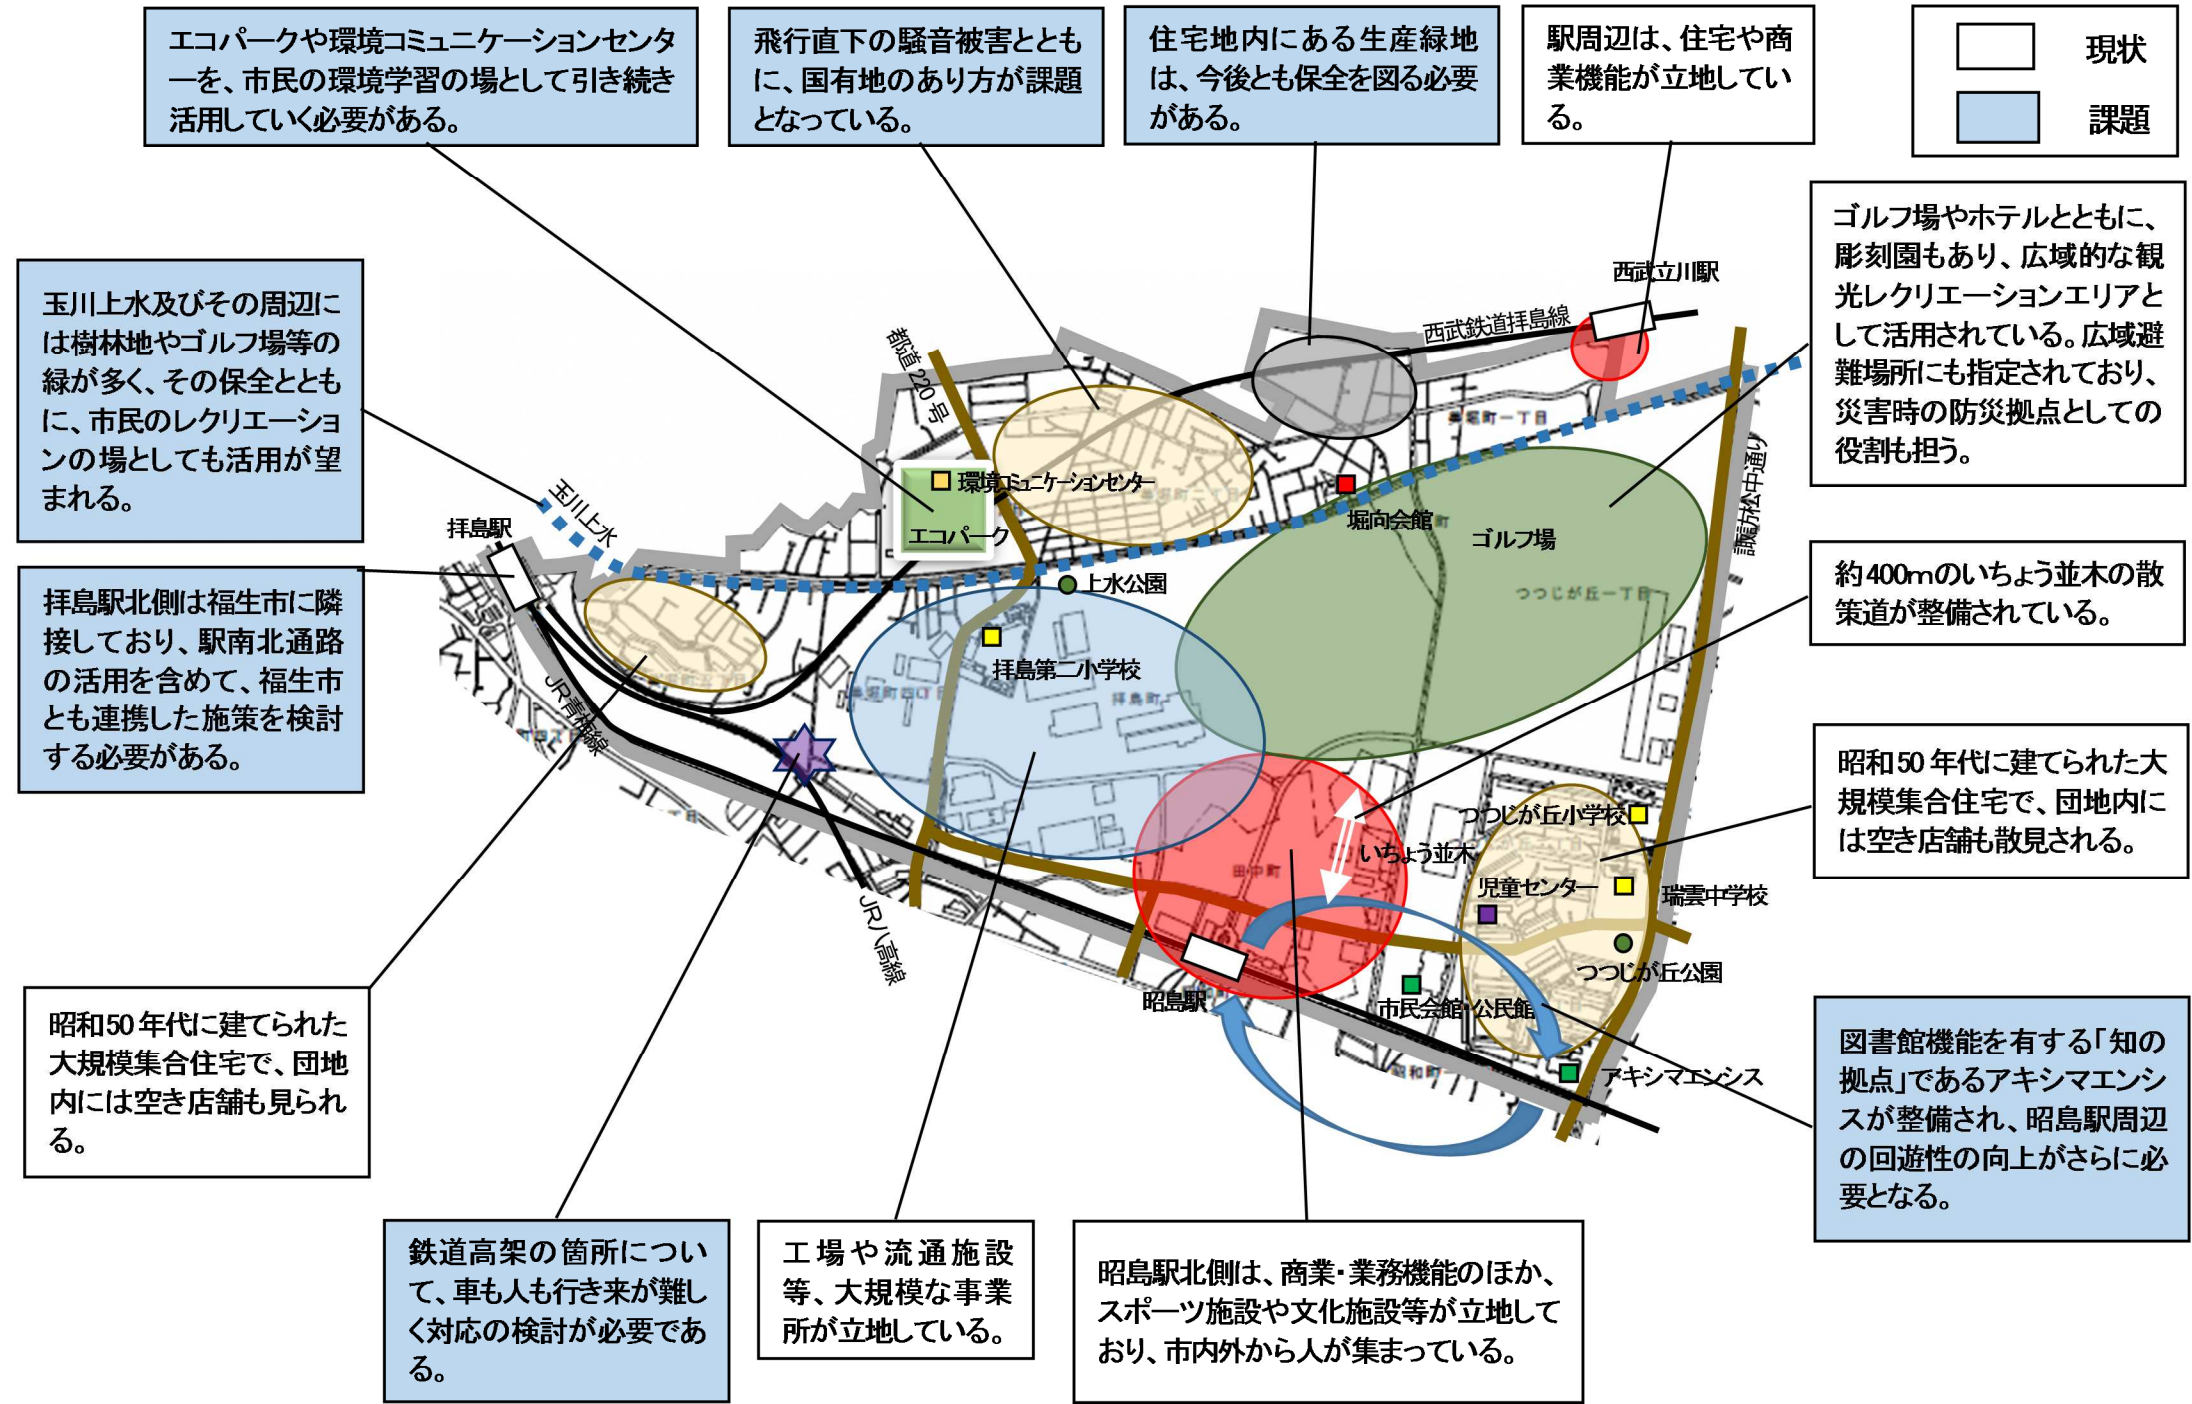 エコパークや環境コミュニケーションセンタ
ーを、市民の環境学習の場として引き続き
活用していく必要がある。
飛行直下の騒音被害ととも
に、国有地のあり方が課題
となっている。
住宅地内にある生産緑地
は、今後とも保全を図る必要
がある。
駅周辺は、住宅や商
業機能が立地してい
る。
現状
課題
ゴルフ場やホテルとともに、
彫刻園もあり、広域的な観
光レクリエーションエリアと
して活用されている。広域避
難場所にも指定されており、
災害時の防災拠点としての
役割も担う。
玉川上水及びその周辺に
は樹林地やゴルフ場等の
緑が多く、その保全ととも
に、市民のレクリエーショ
ンの場としても活用が望
まれる。
西武立川駅
西武鉄道拝島線
都道220号
諏訪松中通り
環境コミュニケーションセンター
エコパーク
玉川上水
拝島駅
堀向会館
ゴルフ場
つつじが丘一丁目
上水公園
拝島第二小学校
拝島町
約400mのいちょう並木の散
策道が整備されている。
拝島駅北側は福生市に隣
接しており、駅南北通路
の活用を含めて、福生市
とも連携した施策を検討
する必要がある。
JR青梅線
JR八高線
昭和50年代に建てられた大
規模集合住宅で、団地内に
は空き店舗も散見される。
つつじが丘小学校
いちょう並木
田中町
児童センター
瑞雲中学校
つつじが丘公園
昭島駅
市民会館・公民館
アキシマエンシス
昭和町
昭和50年代に建てられた
大規模集合住宅で、団地
内には空き店舗も見られ
る。
図書館機能を有する「知の
拠点」であるアキシマエンシ
スが整備され、昭島駅周辺
の回遊性の向上がさらに必
要となる。
鉄道高架の箇所につい
て、車も人も行き来が難し
く対応の検討が必要であ
る。
工場や流通施設
等、大規模な事業
所が立地している。
昭島駅北側は、商業・業務機能のほか、
スポーツ施設や文化施設等が立地して
おり、市内外から人が集まっている。